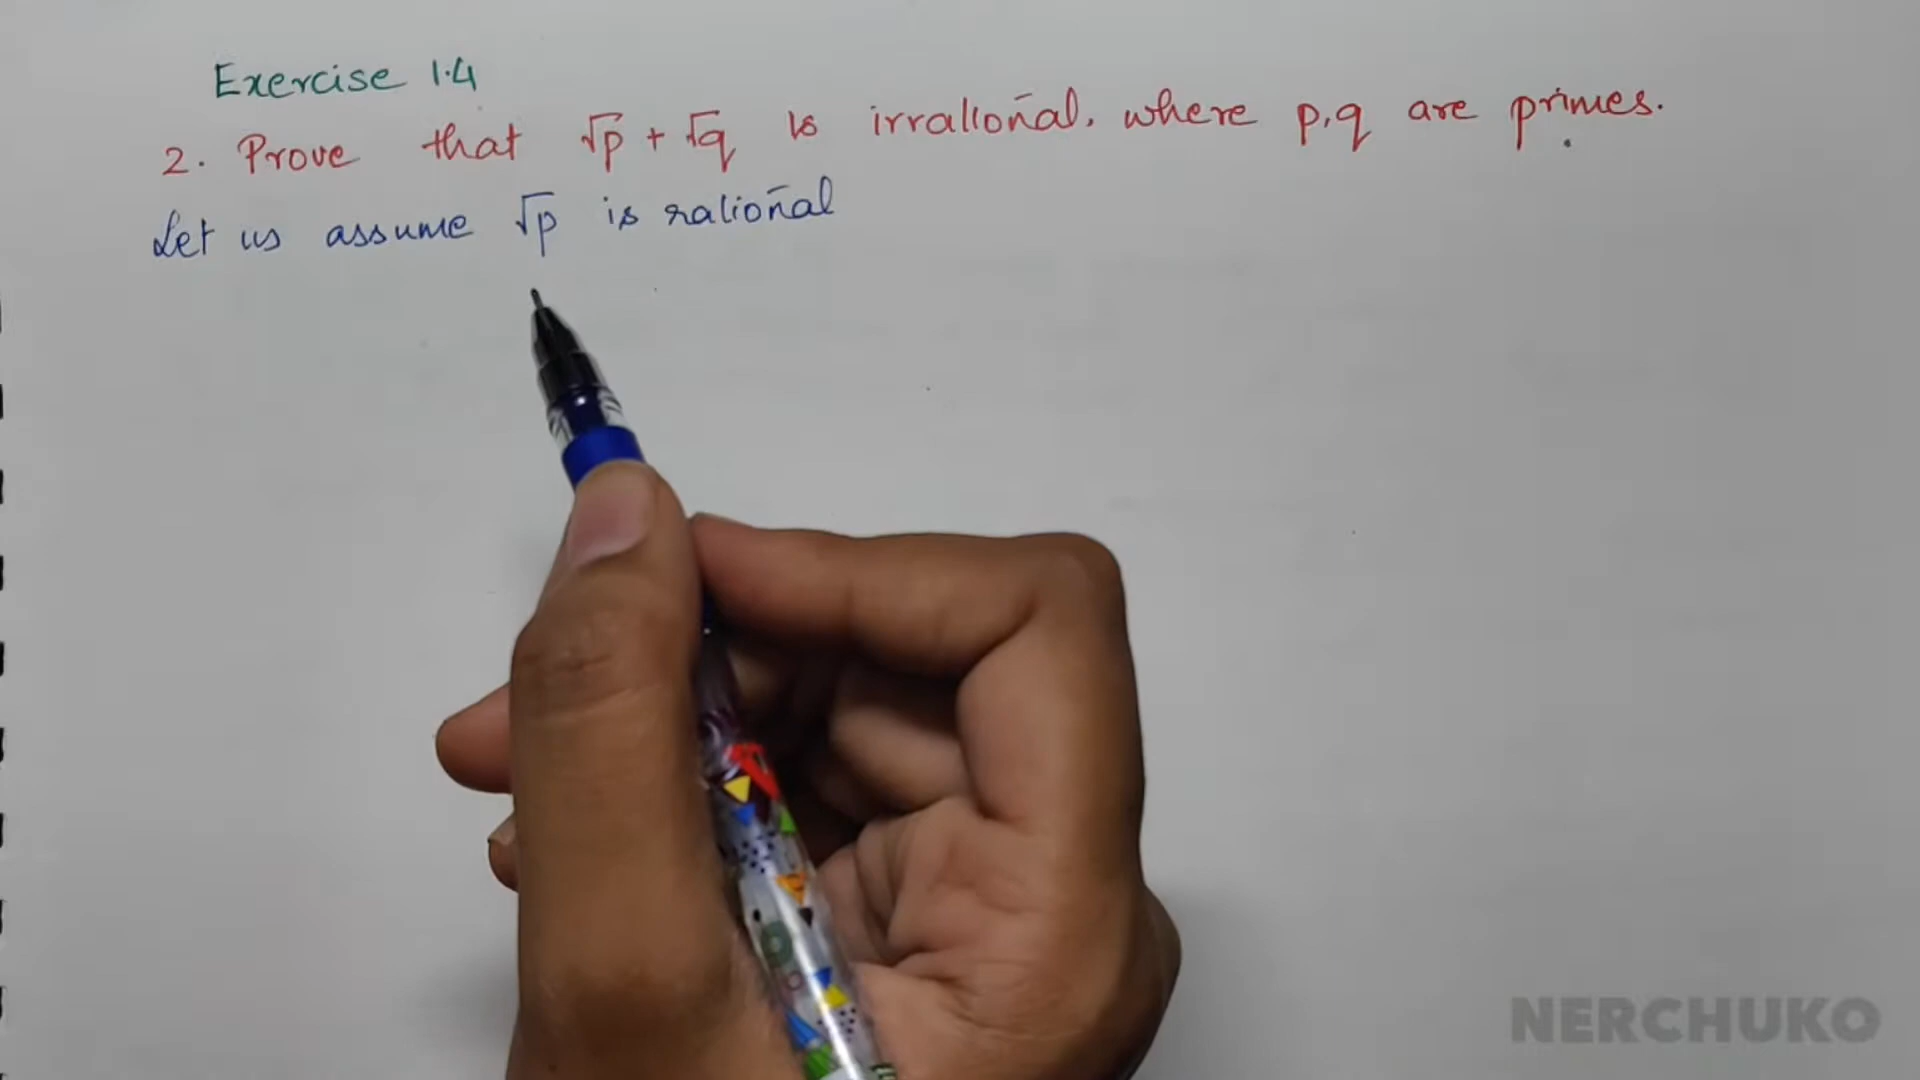 Exercise 1.4
2. Prove that √p + √q is irrational, where p,q are primes.
Let us assume √p is rational
NERCHUKO